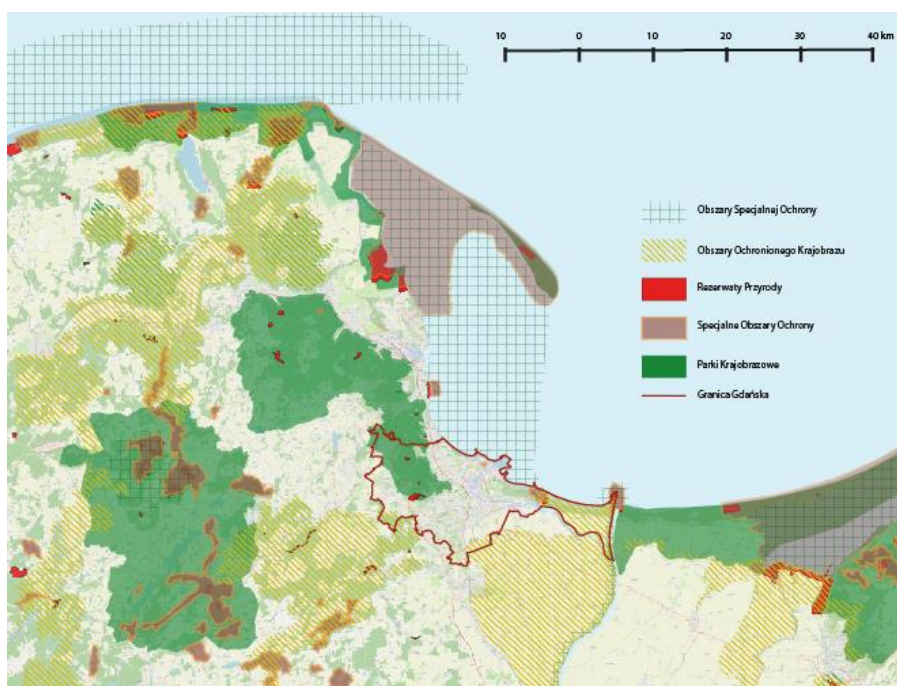 10 0 10 20 30 40 km
Obszary Specjalnej Ochrony
Obszary Ochronionego Krajobrazu
Rezerwaty Przyrody
Specjalne Obszary Ochrony
Parki Krajobrazowe
Granica Gdańska